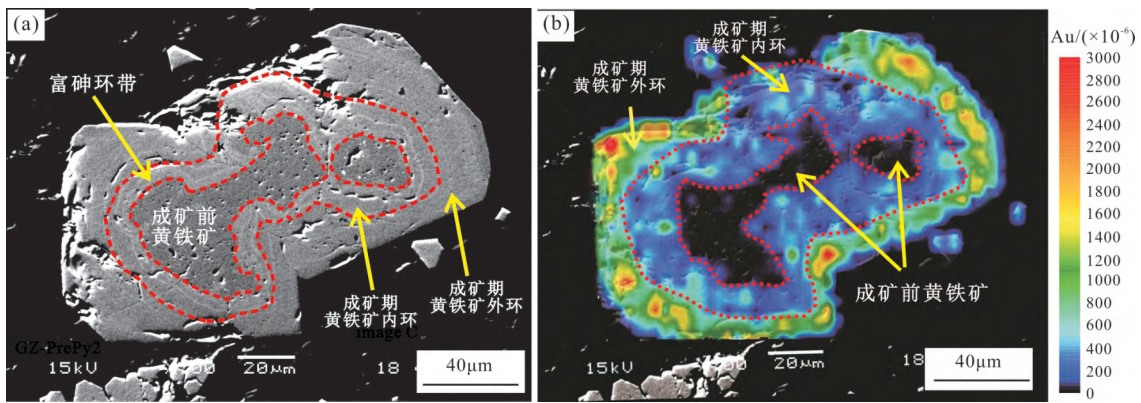 (a)
富砷环带
成矿前
黄铁矿
成矿期
黄铁矿内环
成矿期
黄铁矿外环
image C
GZ-PrePy2
15kV
20μm
18
40μm
(b)
成矿期
黄铁矿内环
成矿期
黄铁矿外环
成矿前黄铁矿
15kV
20μm
18
40μm
Au/(×10⁻⁶)
3000
2800
2600
2400
2200
2000
1800
1600
1400
1200
1000
800
600
400
200
0